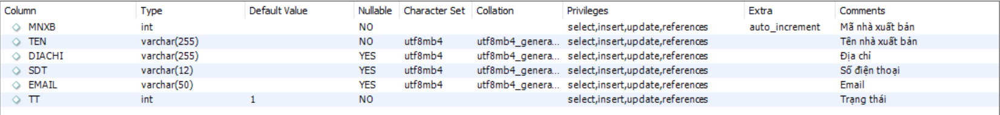 Column Type Default Value Nullable Character Set Collation Privileges Extra Comments
MNXB int NO select,insert,update,references auto_increment Mã nhà xuất bản
TEN varchar(255) NO utf8mb4 utf8mb4_genera... select,insert,update,references Tên nhà xuất bản
DIACHI varchar(255) YES utf8mb4 utf8mb4_genera... select,insert,update,references Địa chỉ
SDT varchar(12) YES utf8mb4 utf8mb4_genera... select,insert,update,references Số điện thoại
EMAIL varchar(50) YES utf8mb4 utf8mb4_genera... select,insert,update,references Email
TT int 1 NO select,insert,update,references Trạng thái